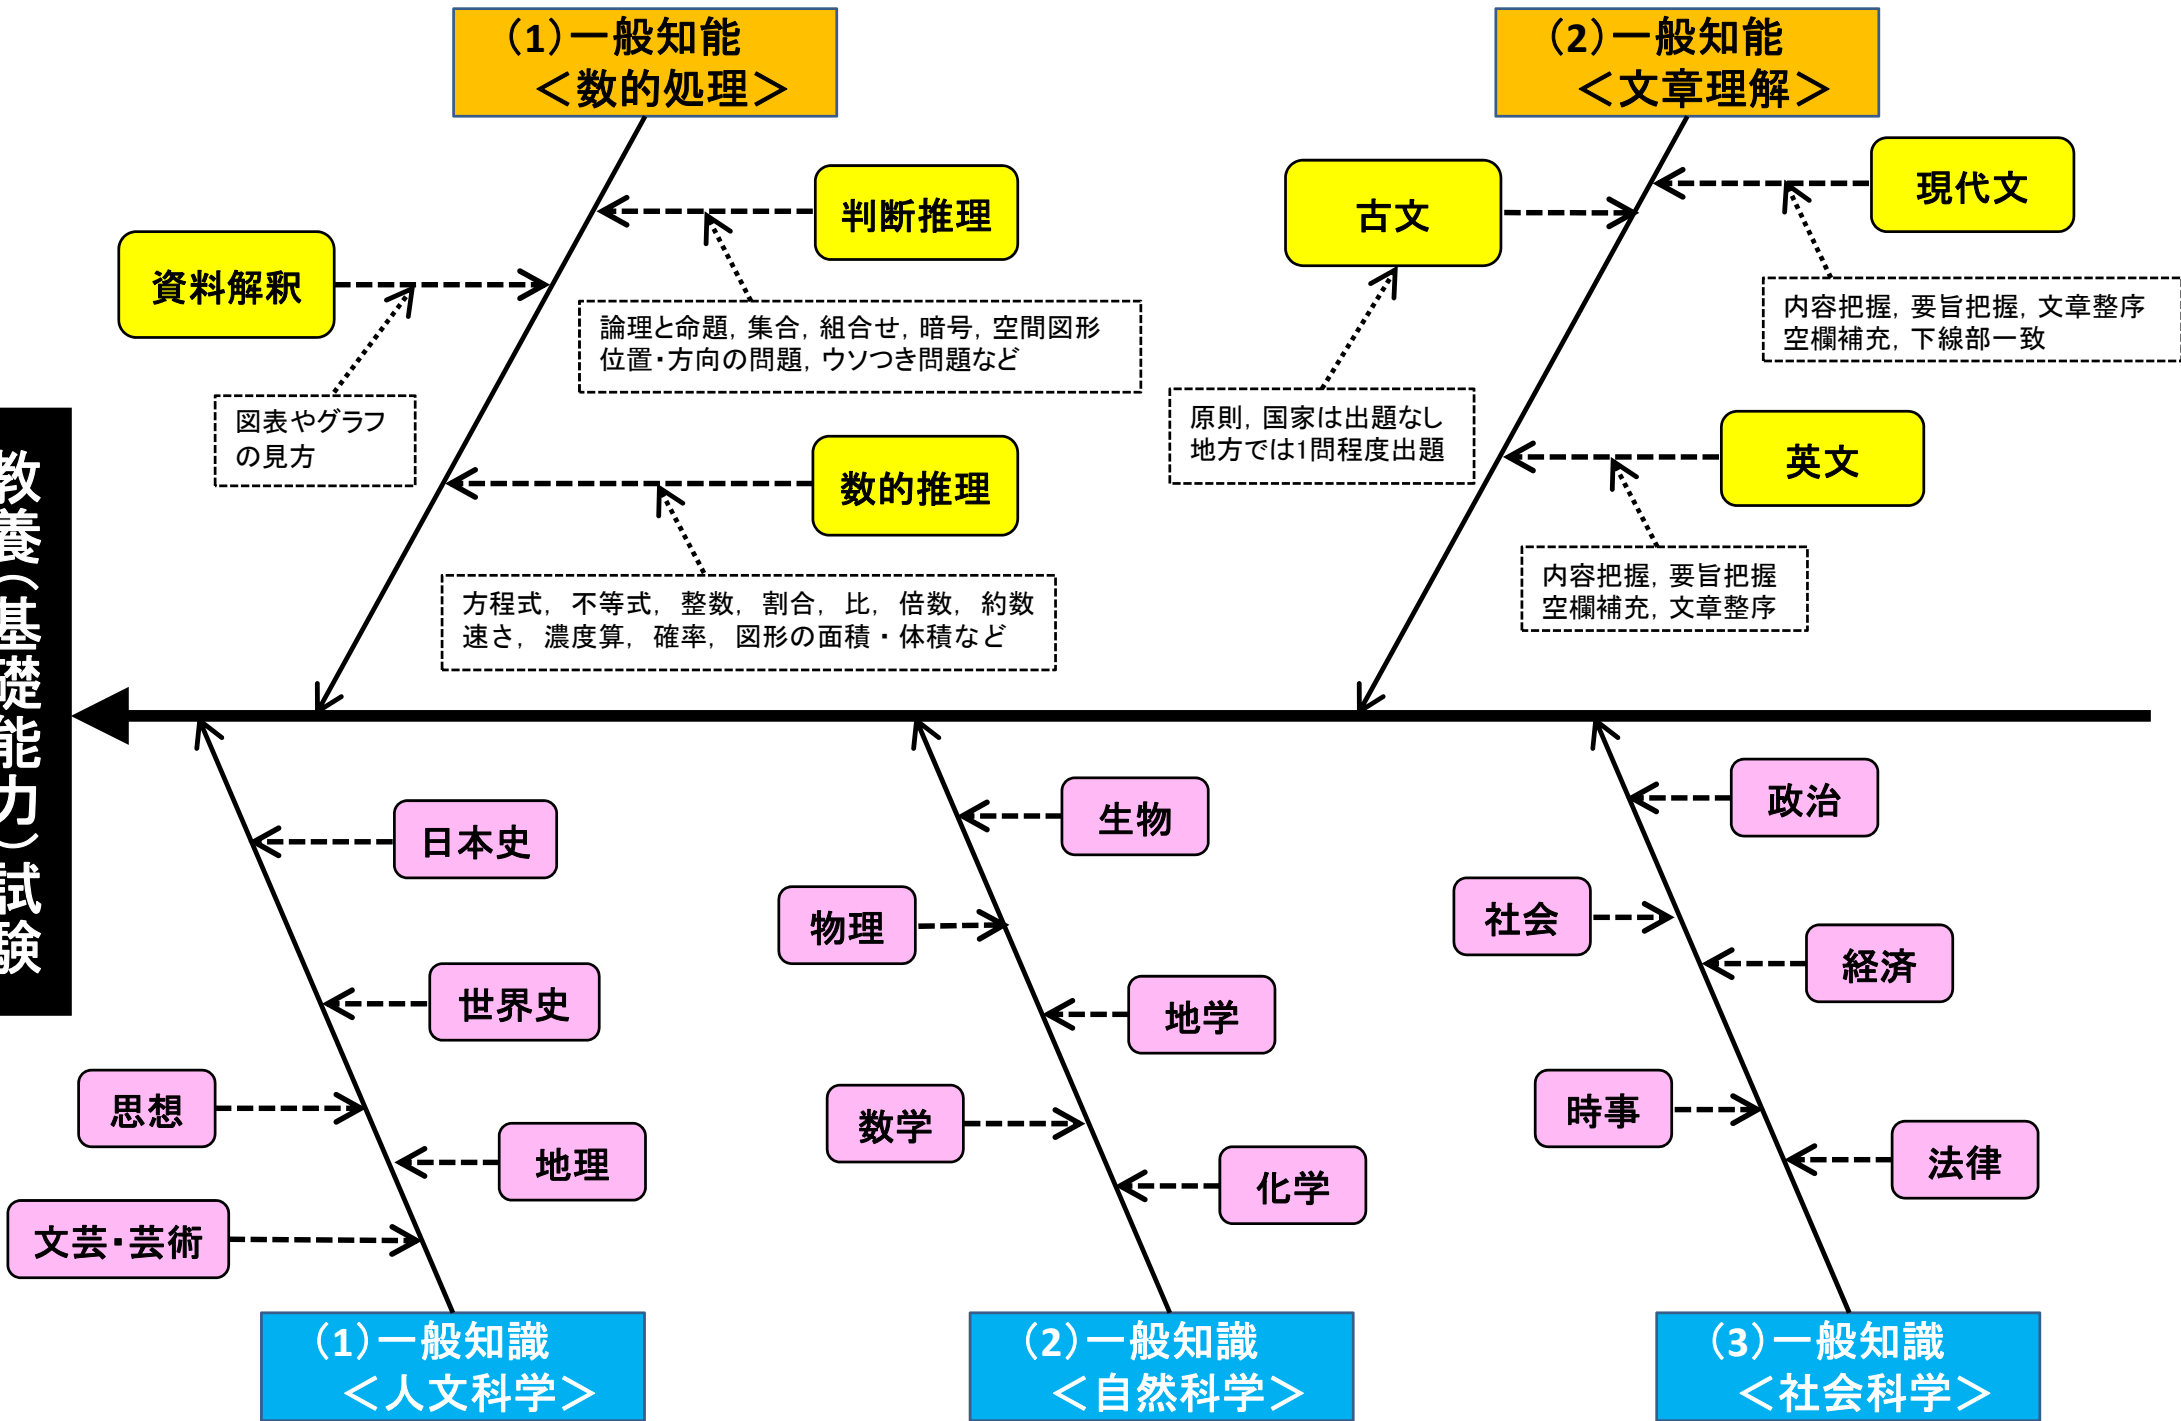 (1)一般知能
＜数的処理＞
(2)一般知能
＜文章理解＞
判断推理
資料解釈
論理と命題，集合，組合せ，暗号，空間図形
位置・方向の問題，ウソつき問題など
図表やグラフ
の見方
数的推理
方程式，不等式，整数，割合，比，倍数，約数
速さ，濃度算，確率，図形の面積・体積など
古文
現代文
内容把握，要旨把握，文章整序
空欄補充，下線部一致
原則，国家は出題なし
地方では1問程度出題
英文
内容把握，要旨把握
空欄補充，文章整序
教養（基礎能力）試験
日本史
世界史
思想
地理
文芸・芸術
(1)一般知識
＜人文科学＞
生物
物理
地学
数学
化学
(2)一般知識
＜自然科学＞
政治
社会
経済
時事
法律
(3)一般知識
＜社会科学＞